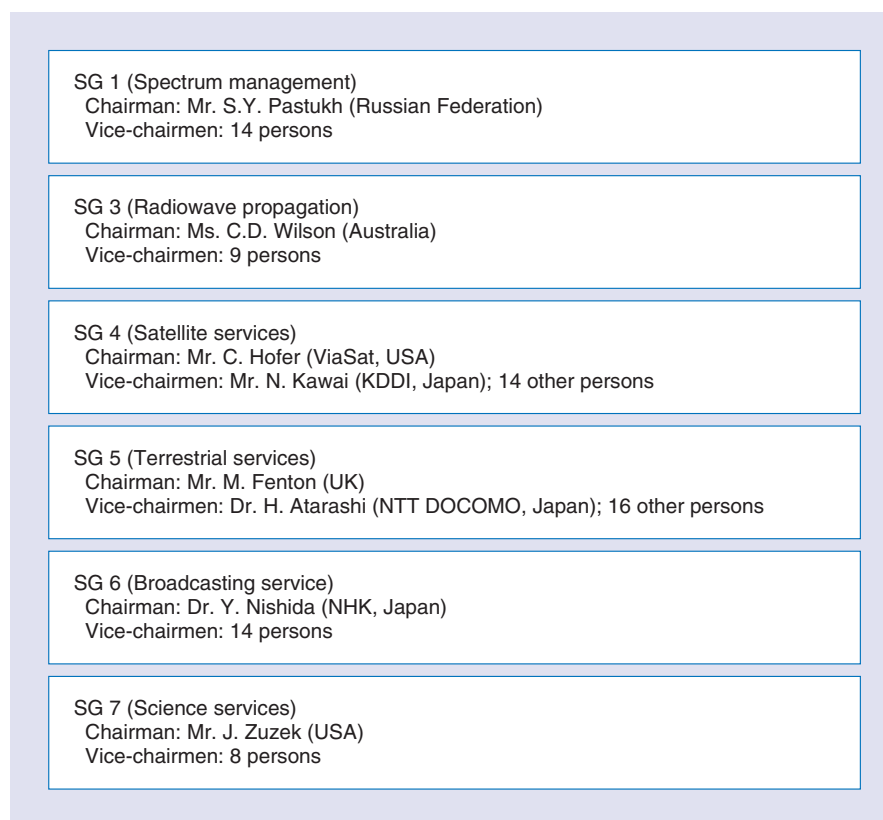 SG 1 (Spectrum management)
Chairman: Mr. S.Y. Pastukh (Russian Federation)
Vice-chairmen: 14 persons
SG 3 (Radiowave propagation)
Chairman: Ms. C.D. Wilson (Australia)
Vice-chairmen: 9 persons
SG 4 (Satellite services)
Chairman: Mr. C. Hofer (ViaSat, USA)
Vice-chairmen: Mr. N. Kawai (KDDI, Japan); 14 other persons
SG 5 (Terrestrial services)
Chairman: Mr. M. Fenton (UK)
Vice-chairmen: Dr. H. Atarashi (NTT DOCOMO, Japan); 16 other persons
SG 6 (Broadcasting service)
Chairman: Dr. Y. Nishida (NHK, Japan)
Vice-chairmen: 14 persons
SG 7 (Science services)
Chairman: Mr. J. Zuzek (USA)
Vice-chairmen: 8 persons